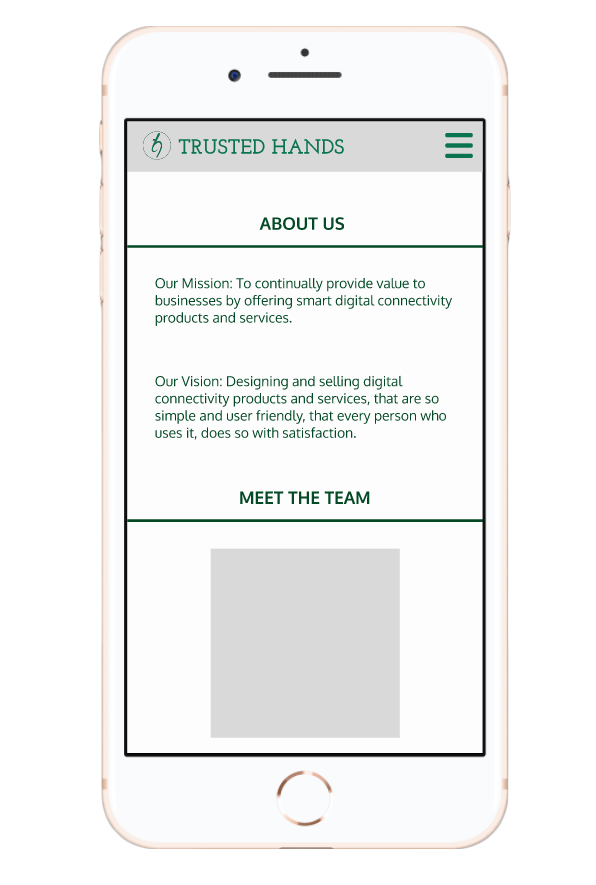 TRUSTED HANDS
ABOUT US
Our Mission: To continually provide value to
businesses by offering smart digital connectivity
products and services.
Our Vision: Designing and selling digital
connectivity products and services, that are so
simple and user friendly, that every person who
uses it, does so with satisfaction.
MEET THE TEAM